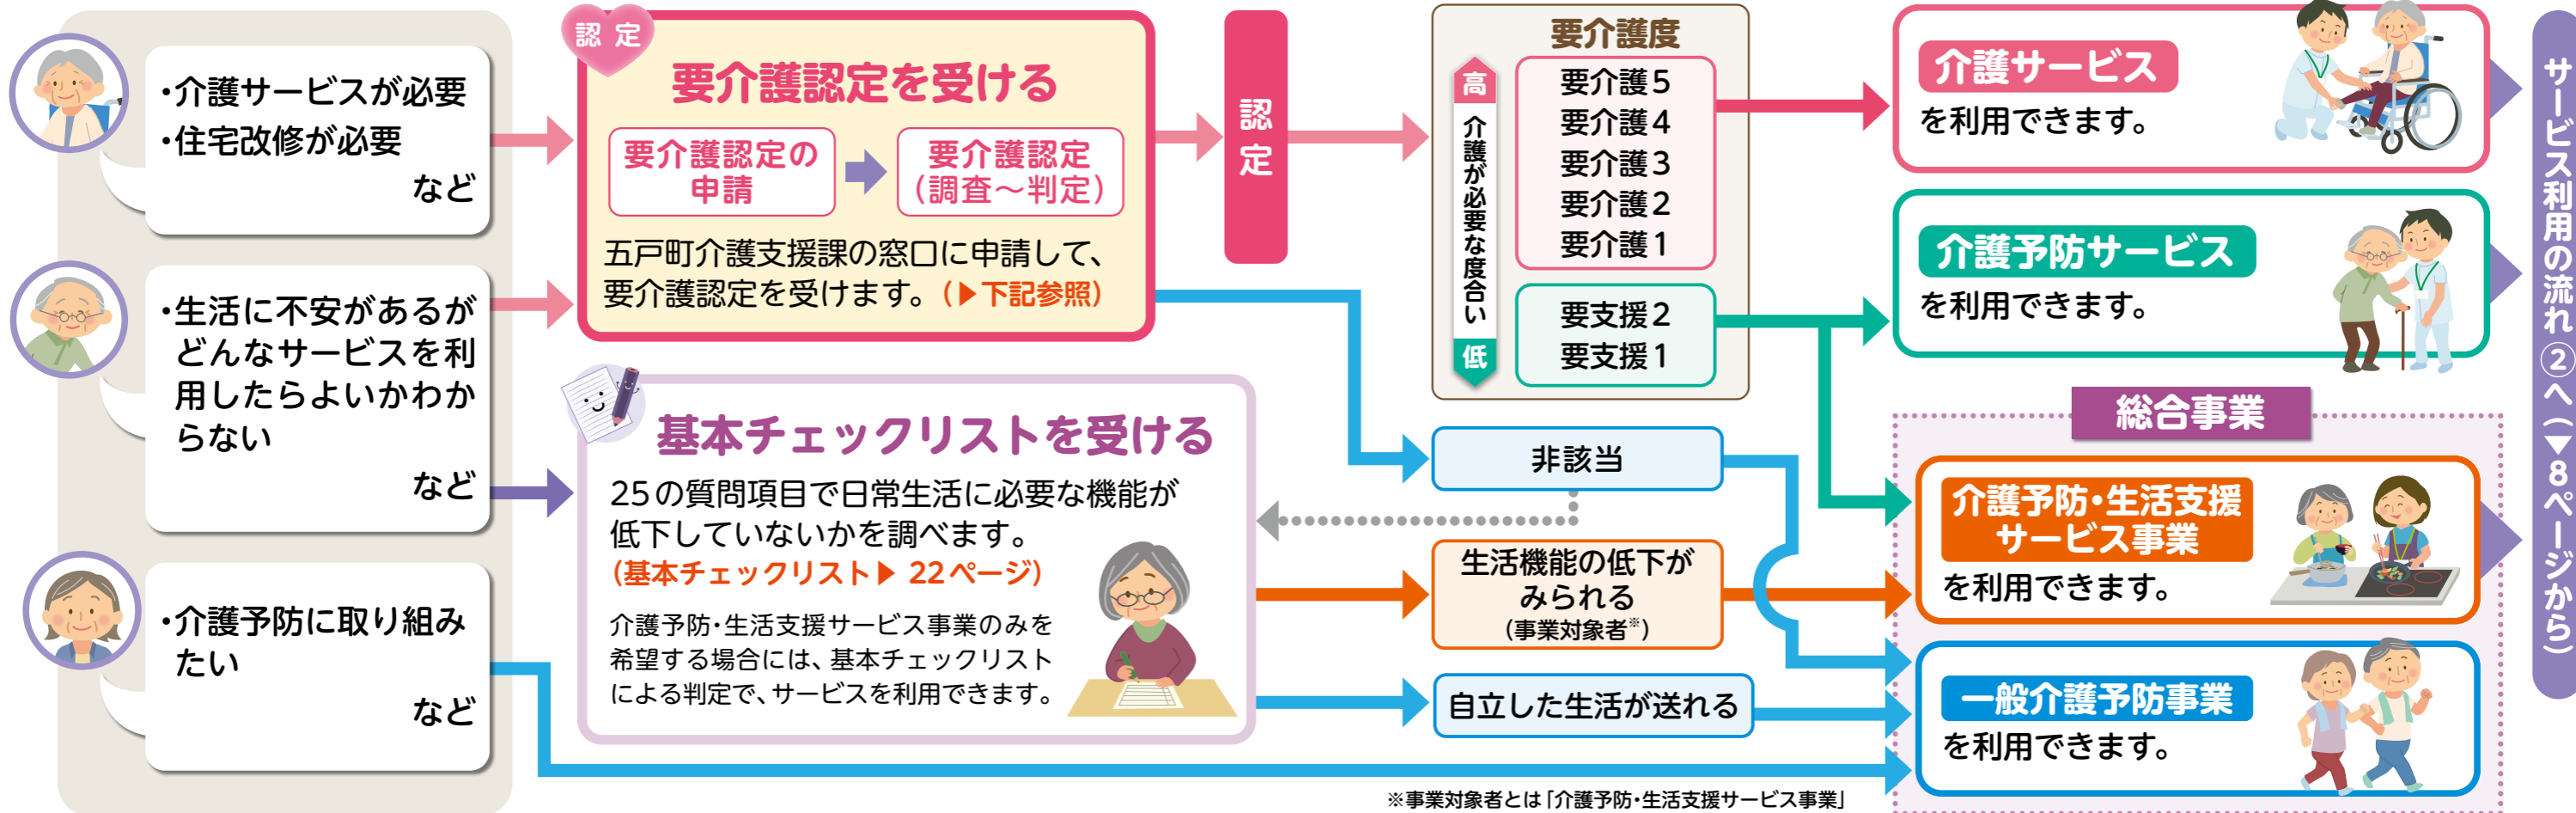 ・介護サービスが必要
・住宅改修が必要
など
・生活に不安があるが
どんなサービスを利
用したらよいかわか
らない
など
・介護予防に取り組み
たい
など
認定
要介護認定を受ける
要介護認定の
申請
要介護認定
（調査～判定）
五戸町介護支援課の窓口に申請して、
要介護認定を受けます。（▶下記参照）
基本チェックリストを受ける
25の質問項目で日常生活に必要な機能が
低下していないかを調べます。
（基本チェックリスト▶ 22ページ）
介護予防・生活支援サービス事業のみを
希望する場合には、基本チェックリスト
による判定で、サービスを利用できます。
認定
要介護度
高
介護が必要な度合い
低
要介護5
要介護4
要介護3
要介護2
要介護1
要支援2
要支援1
非該当
生活機能の低下が
みられる
（事業対象者※）
自立した生活が送れる
介護サービス
を利用できます。
介護予防サービス
を利用できます。
総合事業
介護予防・生活支援
サービス事業
を利用できます。
一般介護予防事業
を利用できます。
※事業対象者とは「介護予防・生活支援サービス事業」
サービス利用の流れ②へ（▼8ページから）